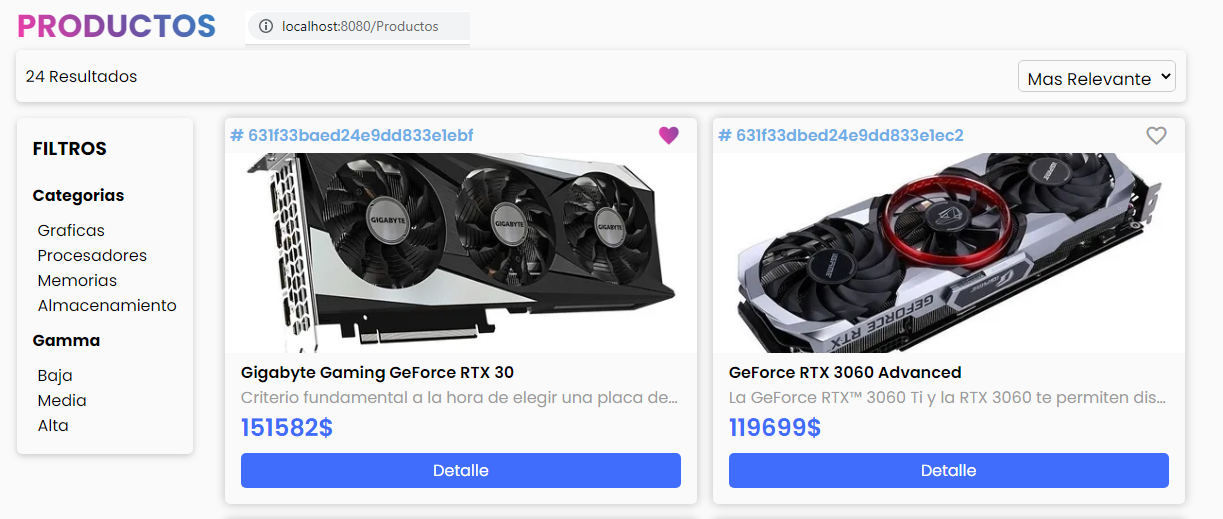 PRODUCTOS
localhost:8080/Productos
24 Resultados
Mas Relevante
FILTROS
Categorias
Graficas
Procesadores
Memorias
Almacenamiento
Gamma
Baja
Media
Alta
# 631f33baed24e9dd833e1ebf
GIGABYTE
GIGABYTE
GIGABYTE
Gigabyte Gaming GeForce RTX 30
Criterio fundamental a la hora de elegir una placa de...
151582$
Detalle
# 631f33dbed24e9dd833e1ec2
GEFORCE RTX
GeForce RTX 3060 Advanced
La GeForce RTX™ 3060 Ti y la RTX 3060 te permiten dis...
119699$
Detalle